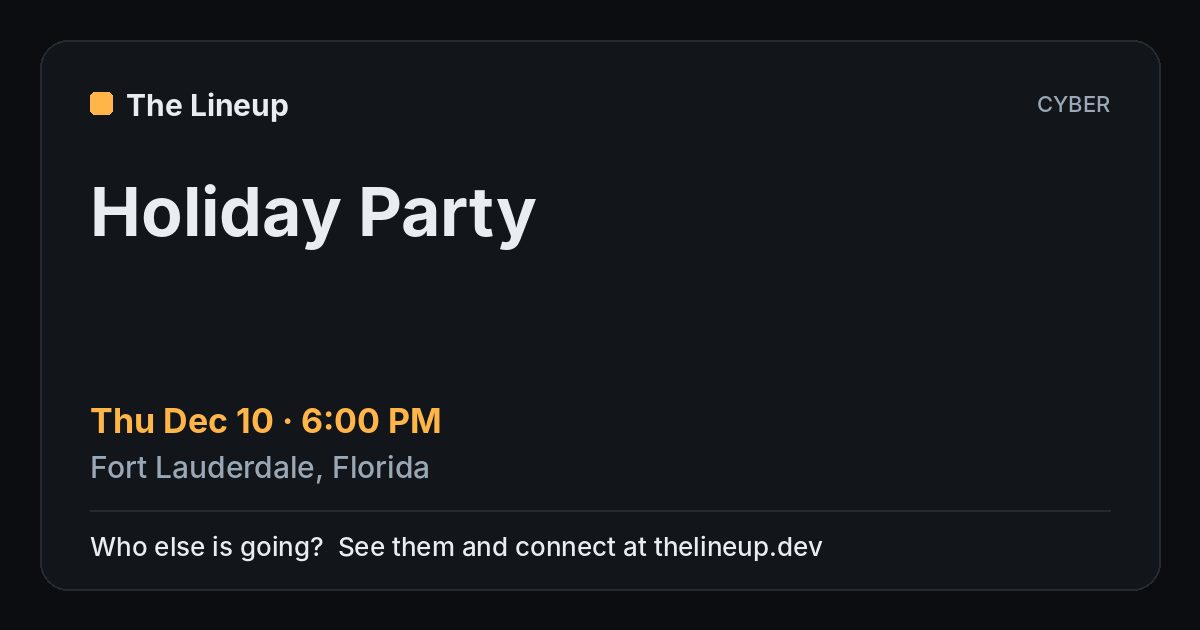 The Lineup
CYBER
Holiday Party
Thu Dec 10 · 6:00 PM
Fort Lauderdale, Florida
Who else is going? See them and connect at thelineup.dev